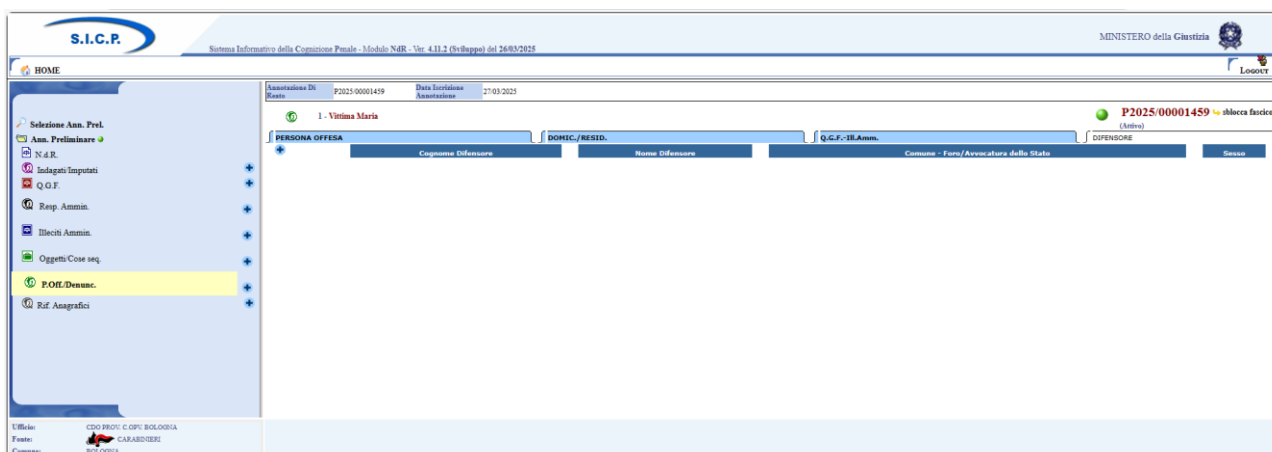 S.I.C.P.
Sistema Informativo della Cognizione Penale - Modulo NdR - Ver. 4.11.2 (Sviluppo) del 26/03/2025
MINISTERO della Giustizia
HOME
LOGOUT
Annotazione Di Reato P2025/00001459 Data Iscrizione Annotazione 27/03/2025
1 - Vittima Maria
P2025/00001459 sblocca fascico
(Attivo)
PERSONA OFFESA DOMIC./RESID. Q.G.F.-Ill.Amm. DIFENSORE
Cognome Difensore Nome Difensore Comune - Foro/Avvocatura dello Stato Sesso
Selezione Ann. Prel.
Ann. Preliminare
N.d.R.
Indagati/Imputati
Q.G.F.
Resp. Ammin.
Illeciti Ammin.
Oggetti/Cose seq.
P.Off./Denunc.
Rif. Anagrafici
Ufficio: CDO PROV. C.OPV. BOLOGNA
Fonte: CARABINIERI
Comune: BOLOGNA